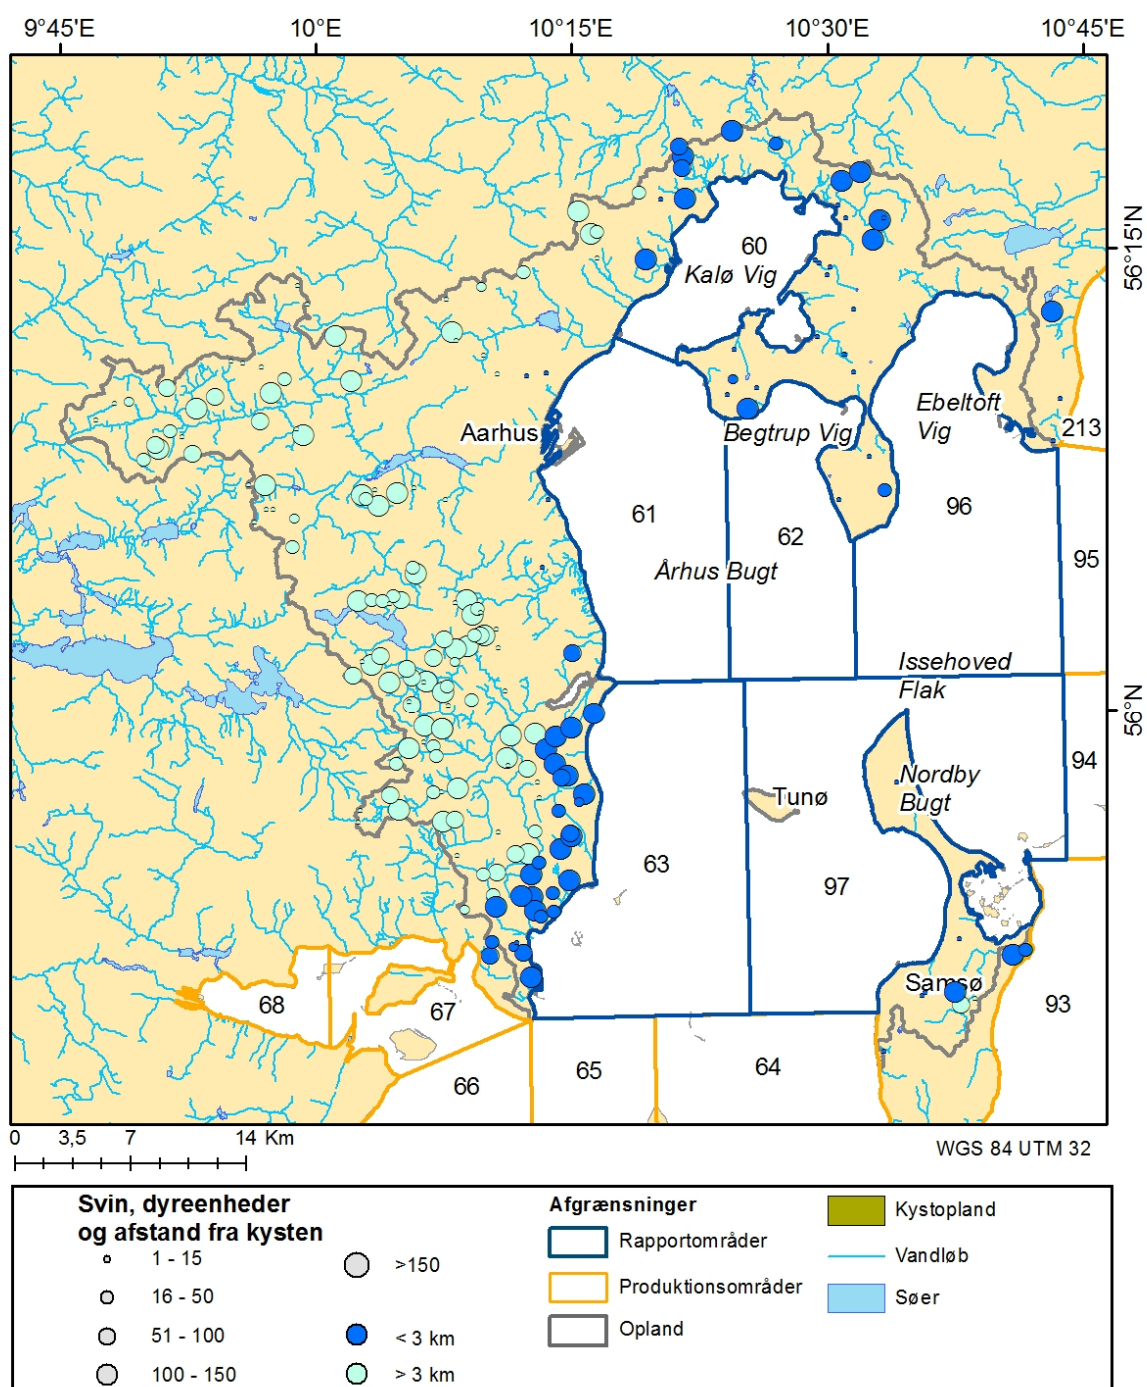 9°45'E 10°0'E 10°15'E 10°30'E 10°45'E
60
56°15'N
Kalø Vig
Ebeltoft
Vig
213
Aarhus
Begtrup Vig
61
96
62
95
Århus Bugt
Issehoved
Flak
56°N
94
Nordby
Bugt
Tunø
63
97
Samsø
68
67
93
66
65
64
0 3,5 7 14 Km
WGS 84 UTM 32
Svin, dyreenheder
og afstand fra kysten
1 - 15
16 - 50
51 - 100
100 - 150
>150
< 3 km
> 3 km
Afgrænsninger
Rapportområder
Produktionsområder
Opland
Kystopland
Vandløb
Søer